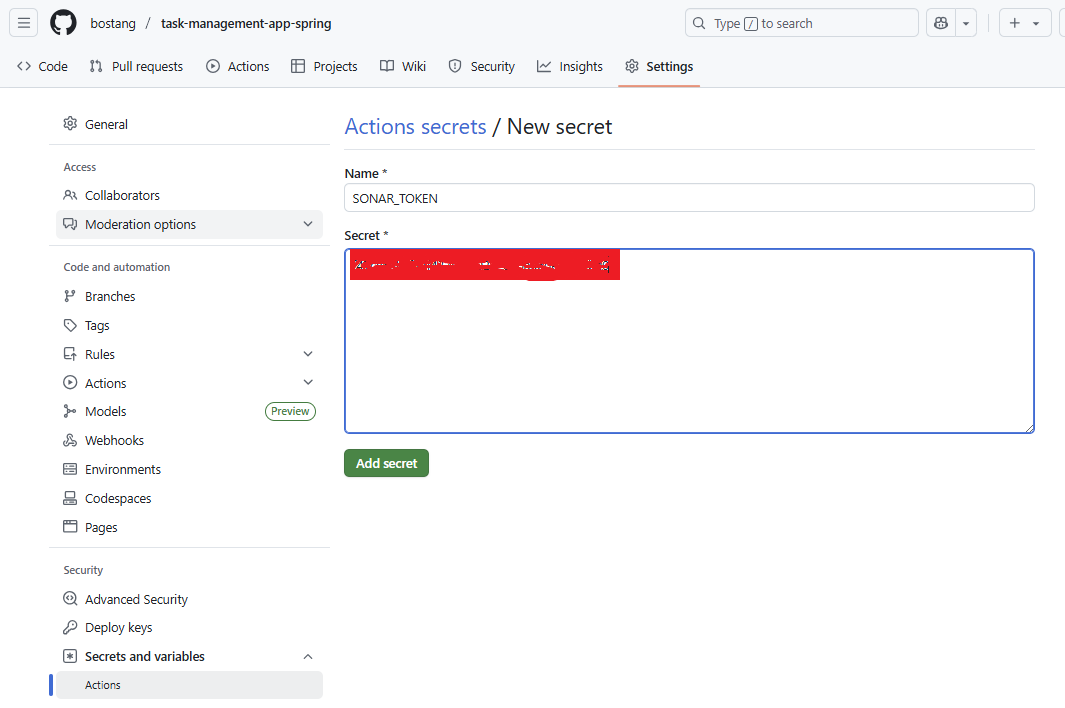 bostang / task-management-app-spring
Type / to search
Code Pull requests Actions Projects Wiki Security Insights Settings
General
Access
Collaborators
Moderation options
Code and automation
Branches
Tags
Rules
Actions
Models Preview
Webhooks
Environments
Codespaces
Pages
Security
Advanced Security
Deploy keys
Secrets and variables
Actions
Actions secrets / New secret
Name *
SONAR_TOKEN
Secret *
Add secret